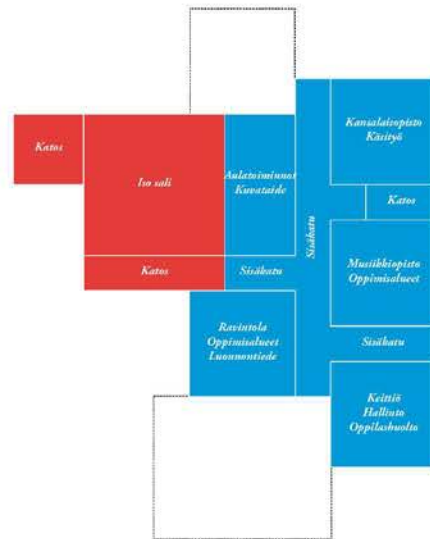 Katos
Iso sali
Aulatoiminnot
Kuvataide
Kansalaisopisto
Käsityö
Katos
Sisäkatu
Katos
Sisäkatu
Musiikkiopisto
Oppimisalueet
Ravintola
Oppimisalueet
Luonnontiede
Sisäkatu
Keittiö
Hallinto
Oppilashuolto